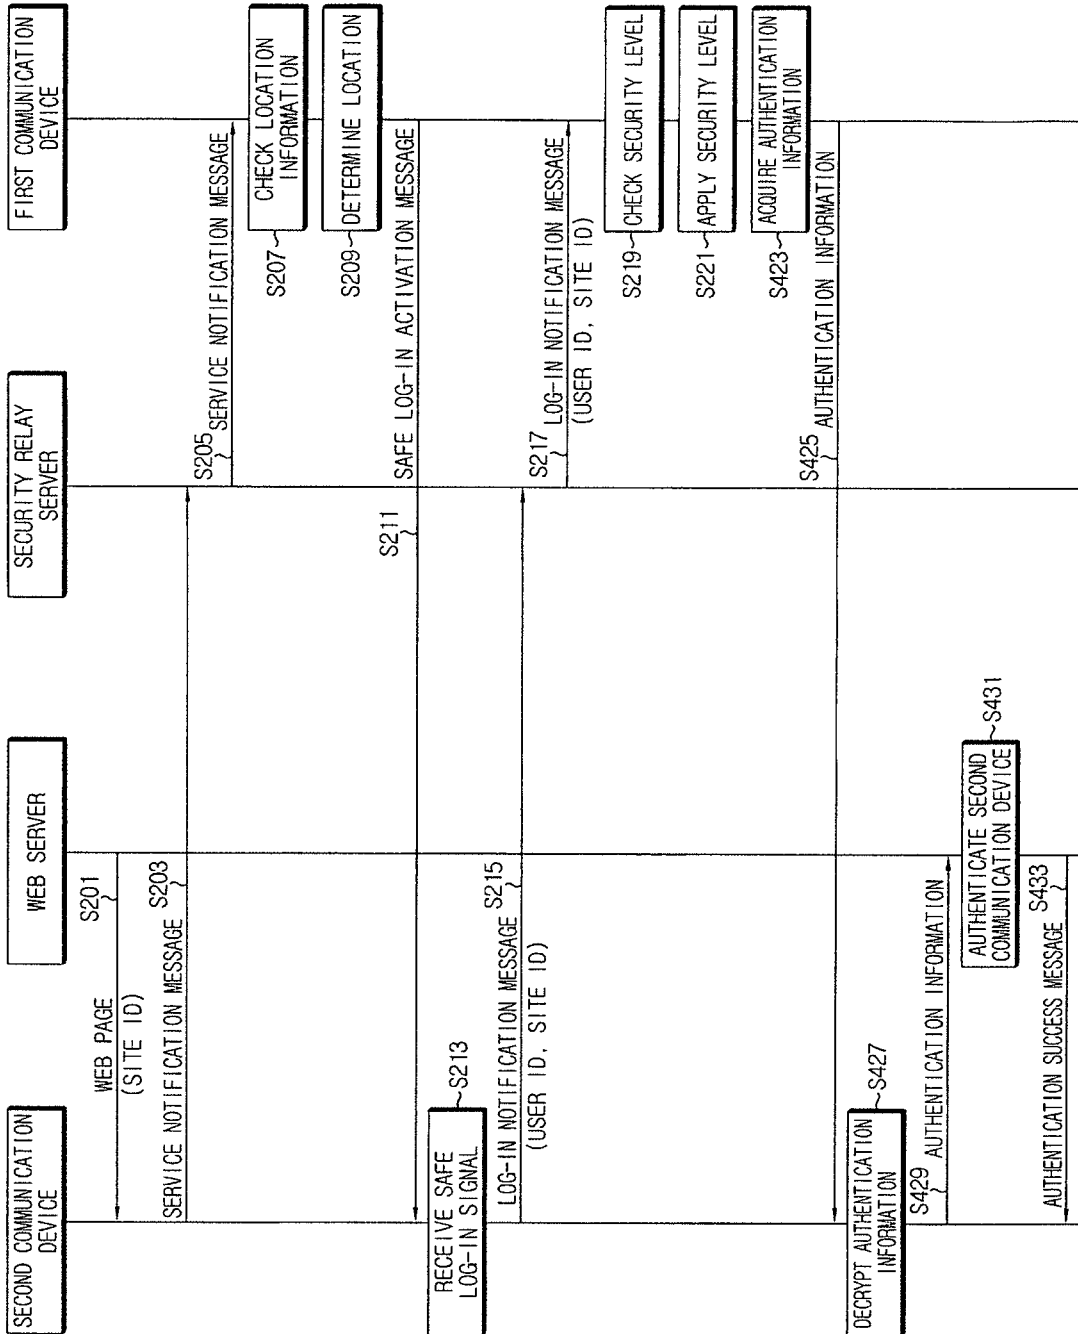 SECOND COMMUNICATION
DEVICE
WEB SERVER
SECURITY RELAY
SERVER
FIRST COMMUNICATION
DEVICE
WEB PAGE
(SITE ID)
S201
SERVICE NOTIFICATION MESSAGE
S203
S205
SERVICE NOTIFICATION MESSAGE
S207
CHECK LOCATION
INFORMATION
S209
DETERMINE LOCATION
S211
SAFE LOG-IN ACTIVATION MESSAGE
RECEIVE SAFE
LOG-IN SIGNAL
S213
LOG-IN NOTIFICATION MESSAGE
(USER ID, SITE ID)
S215
S217
LOG-IN NOTIFICATION MESSAGE
(USER ID, SITE ID)
S219
CHECK SECURITY LEVEL
S221
APPLY SECURITY LEVEL
S423
ACQUIRE AUTHENTICATION
INFORMATION
S425
AUTHENTICATION INFORMATION
DECRYPT AUTHENTICATION
INFORMATION
S427
S429
AUTHENTICATION INFORMATION
AUTHENTICATE SECOND
COMMUNICATION DEVICE
S431
AUTHENTICATION SUCCESS MESSAGE
S433